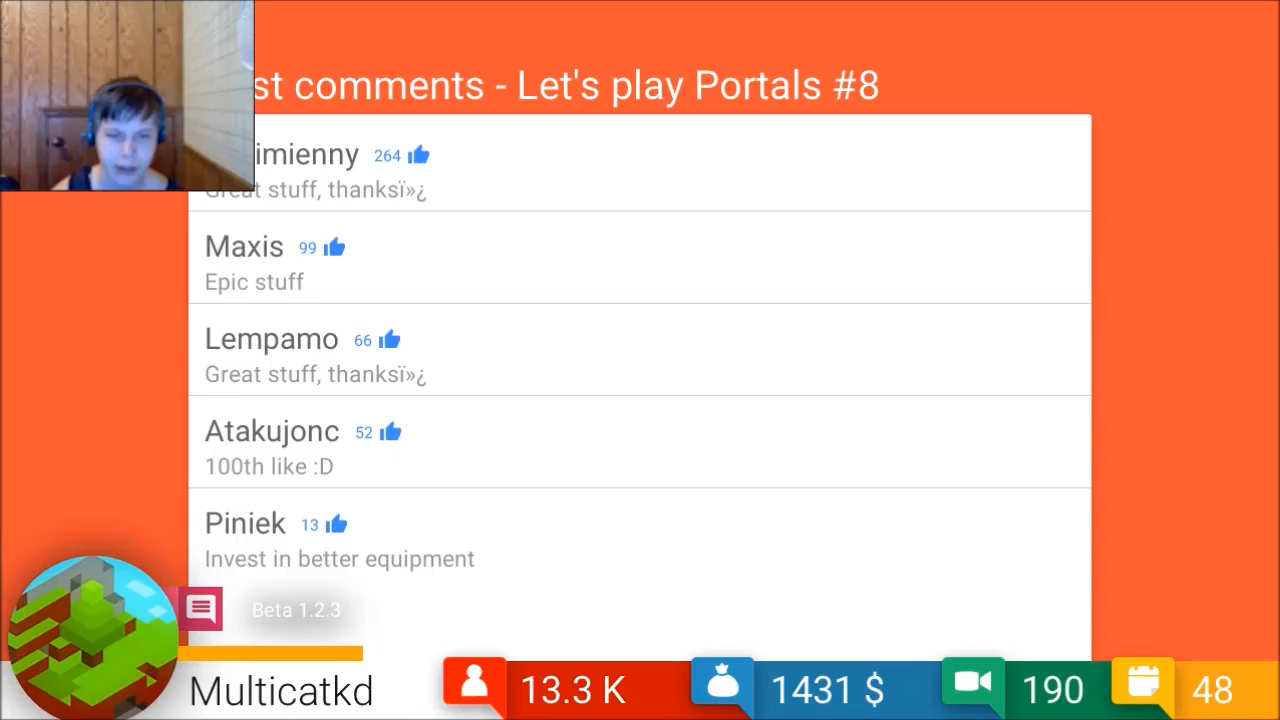 st comments - Let's play Portals #8
imienny 264
Great stuff, thanksï»¿
Maxis 99
Epic stuff
Lempamo 66
Great stuff, thanksï»¿
Atakujonc 52
100th like :D
Piniek 13
Invest in better equipment
Beta 1.2.3
Multicatkd
13.3 K
1431 $
190
48